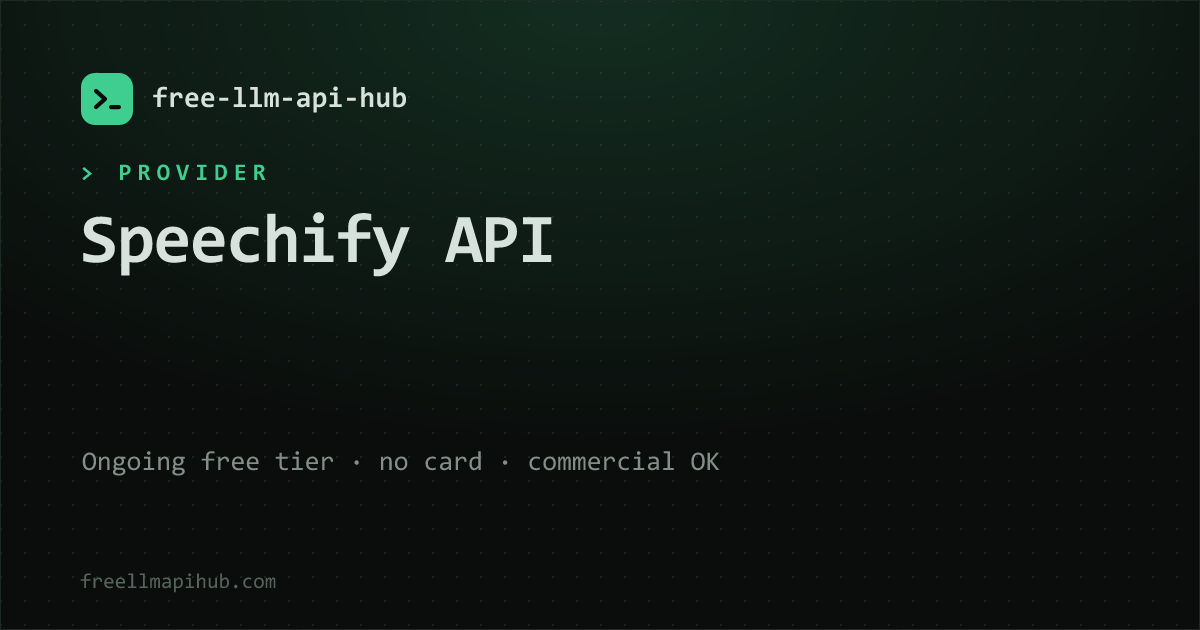 free-llm-api-hub
> PROVIDER
Speechify API
Ongoing free tier · no card · commercial OK
freellmapihub.com